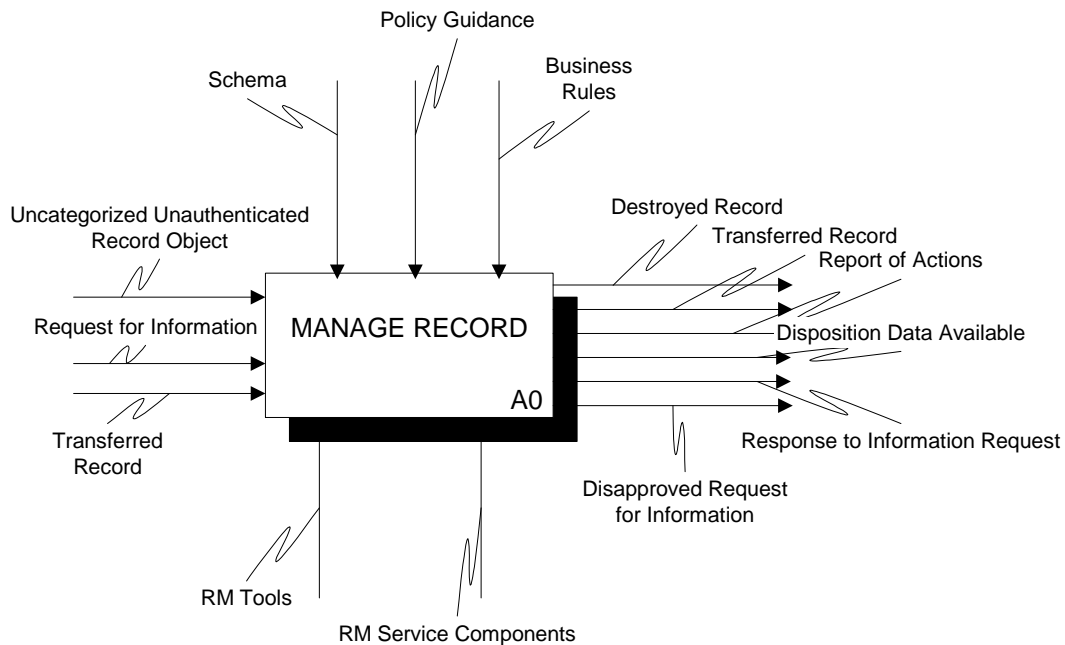 Policy Guidance
Schema
Business
Rules
Uncategorized Unauthenticated
Record Object
Request for Information
Transferred
Record
MANAGE RECORD
A0
Destroyed Record
Transferred Record
Report of Actions
Disposition Data Available
Response to Information Request
Disapproved Request
for Information
RM Tools
RM Service Components